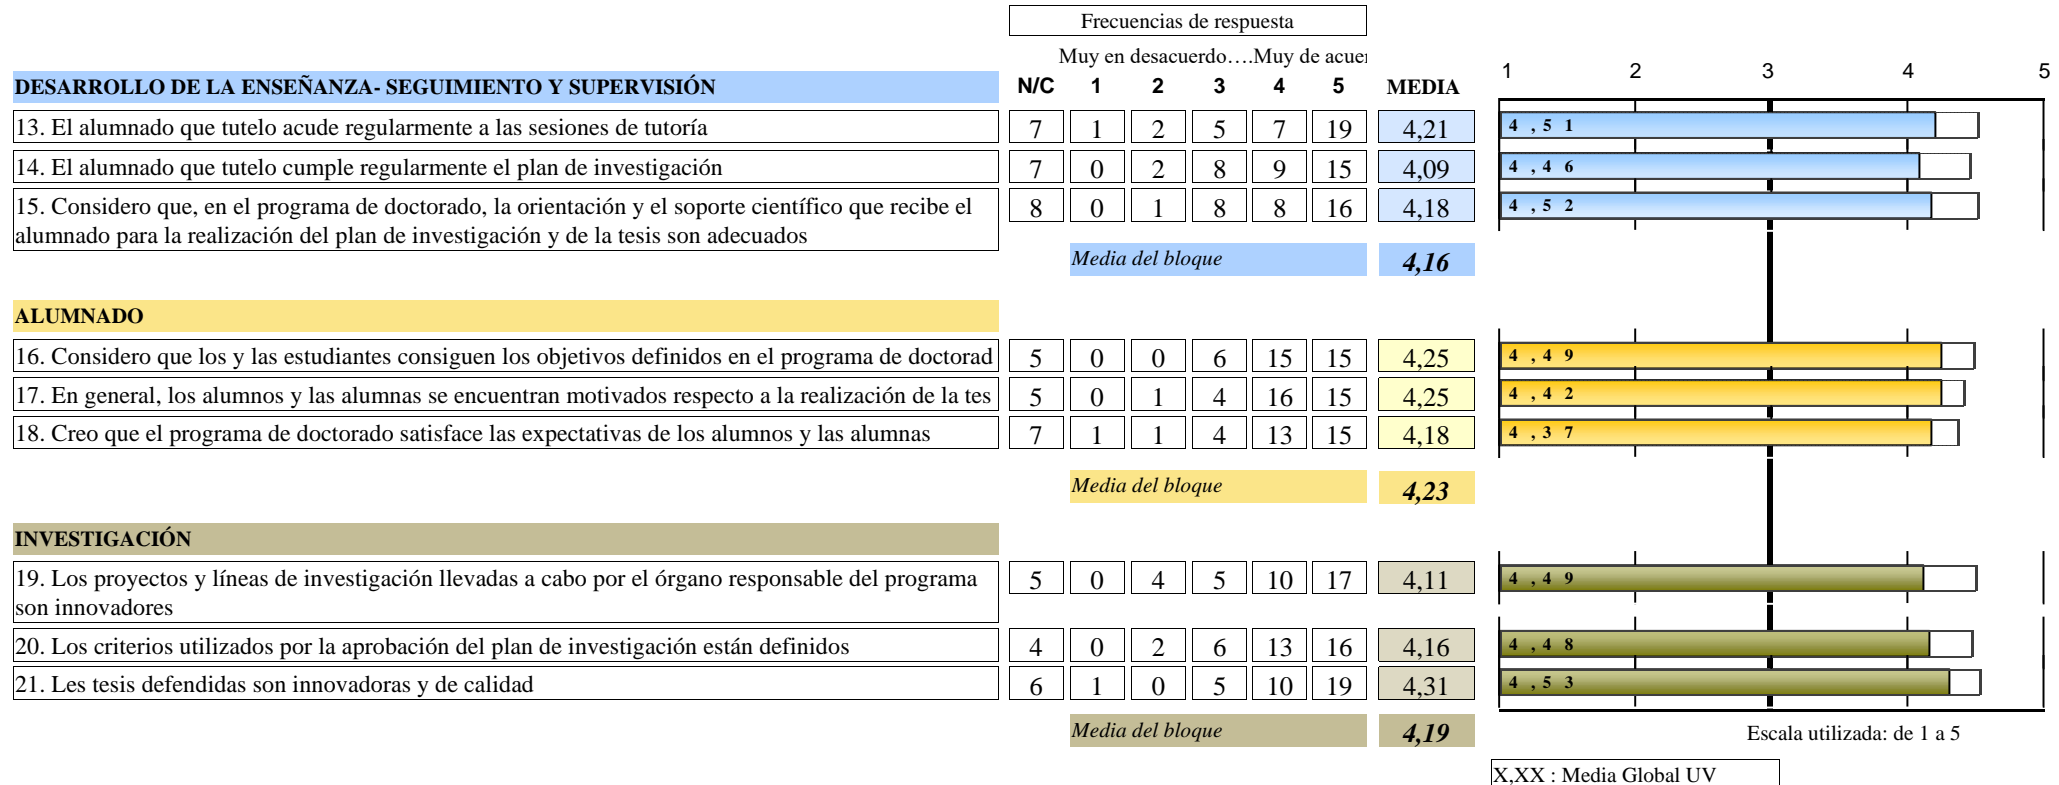 Frecuencias de respuesta
Muy en desacuerdo….Muy de acuer
DESARROLLO DE LA ENSEÑANZA- SEGUIMIENTO Y SUPERVISIÓN N/C 1 2 3 4 5 MEDIA 1 2 3 4 5
13. El alumnado que tutelo acude regularmente a las sesiones de tutoría 7 1 2 5 7 19 4,21 4,51
14. El alumnado que tutelo cumple regularmente el plan de investigación 7 0 2 8 9 15 4,09 4,46
15. Considero que, en el programa de doctorado, la orientación y el soporte científico que recibe el 8 0 1 8 8 16 4,18 4,52
alumnado para la realización del plan de investigación y de la tesis son adecuados
Media del bloque 4,16
ALUMNADO
16. Considero que los y las estudiantes consiguen los objetivos definidos en el programa de doctorad 5 0 0 6 15 15 4,25 4,49
17. En general, los alumnos y las alumnas se encuentran motivados respecto a la realización de la tes 5 0 1 4 16 15 4,25 4,42
18. Creo que el programa de doctorado satisface las expectativas de los alumnos y las alumnas 7 1 1 4 13 15 4,18 4,37
Media del bloque 4,23
INVESTIGACIÓN
19. Los proyectos y líneas de investigación llevadas a cabo por el órgano responsable del programa 5 0 4 5 10 17 4,11 4,49
son innovadores
20. Los criterios utilizados por la aprobación del plan de investigación están definidos 4 0 2 6 13 16 4,16 4,48
21. Les tesis defendidas son innovadoras y de calidad 6 1 0 5 10 19 4,31 4,53
Media del bloque 4,19
Escala utilizada: de 1 a 5
X,XX : Media Global UV